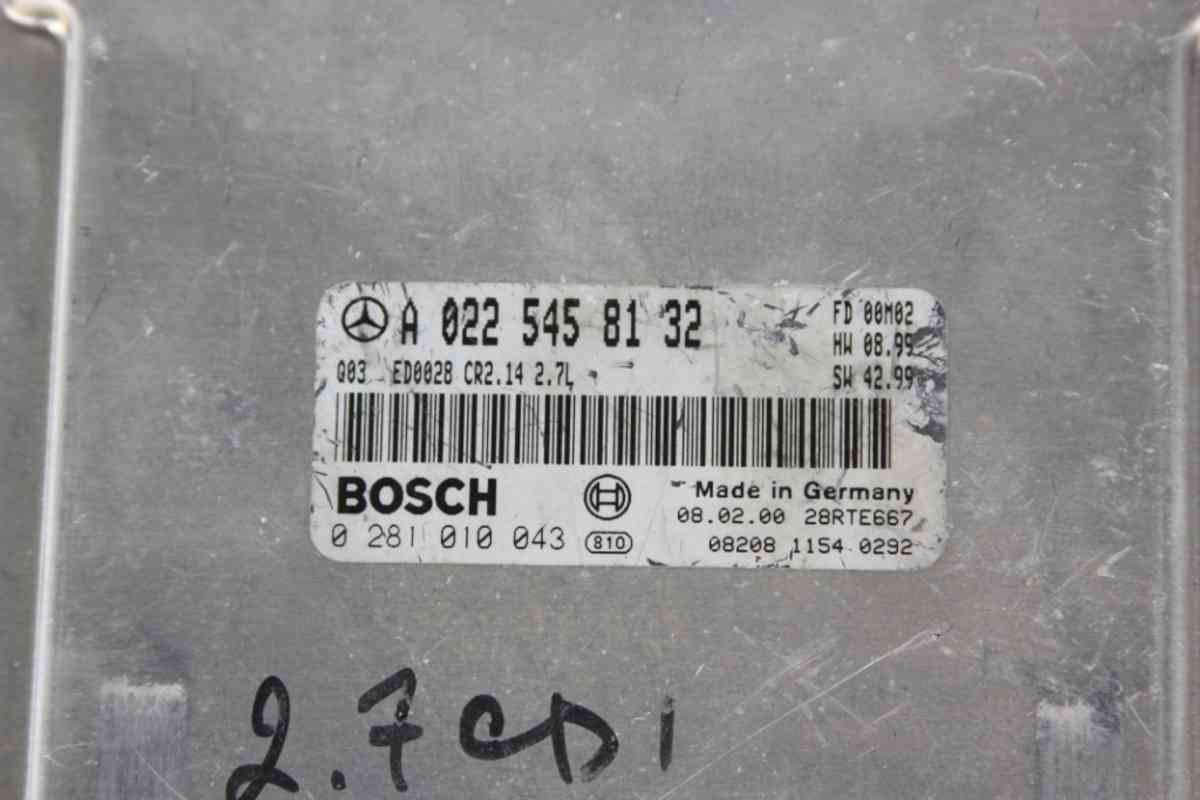 A 022 545 81 32
FD 00M02
HW 08.99
Q03 ED0028 CR2.14 2.7L
SW 42.99
BOSCH
Made in Germany
08.02.00 28RTE667
0 281 010 043 810
08208 1154 0292
2.7 CDi